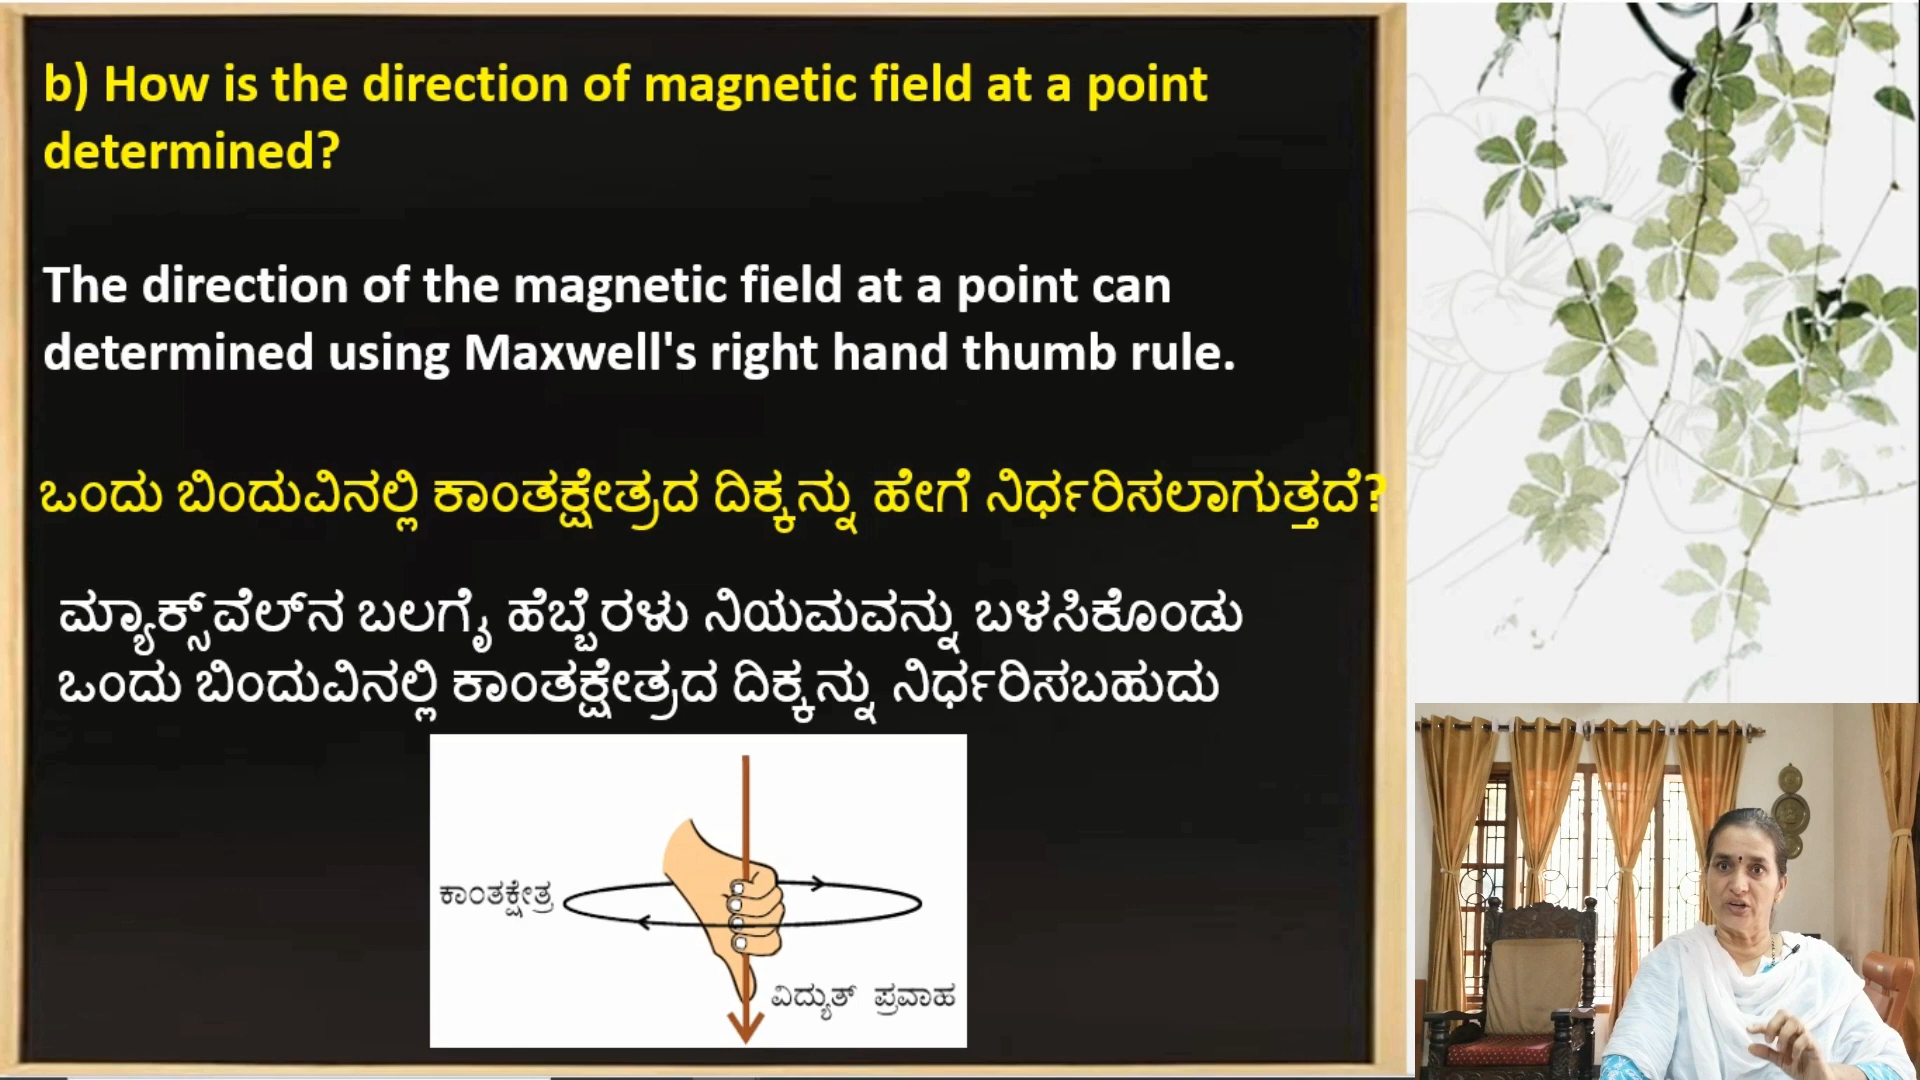 b) How is the direction of magnetic field at a point
determined?
The direction of the magnetic field at a point can
determined using Maxwell's right hand thumb rule.
ಒಂದು ಬಿಂದುವಿನಲ್ಲಿ ಕಾಂತಕ್ಷೇತ್ರದ ದಿಕ್ಕನ್ನು ಹೇಗೆ ನಿರ್ಧರಿಸಲಾಗುತ್ತದೆ?
ಮ್ಯಾಕ್ಸ್‌ವೆಲ್‌ನ ಬಲಗೈ ಹೆಬ್ಬೆರಳು ನಿಯಮವನ್ನು ಬಳಸಿಕೊಂಡು
ಒಂದು ಬಿಂದುವಿನಲ್ಲಿ ಕಾಂತಕ್ಷೇತ್ರದ ದಿಕ್ಕನ್ನು ನಿರ್ಧರಿಸಬಹುದು
ಕಾಂತಕ್ಷೇತ್ರ
ವಿದ್ಯುತ್ ಪ್ರವಾಹ